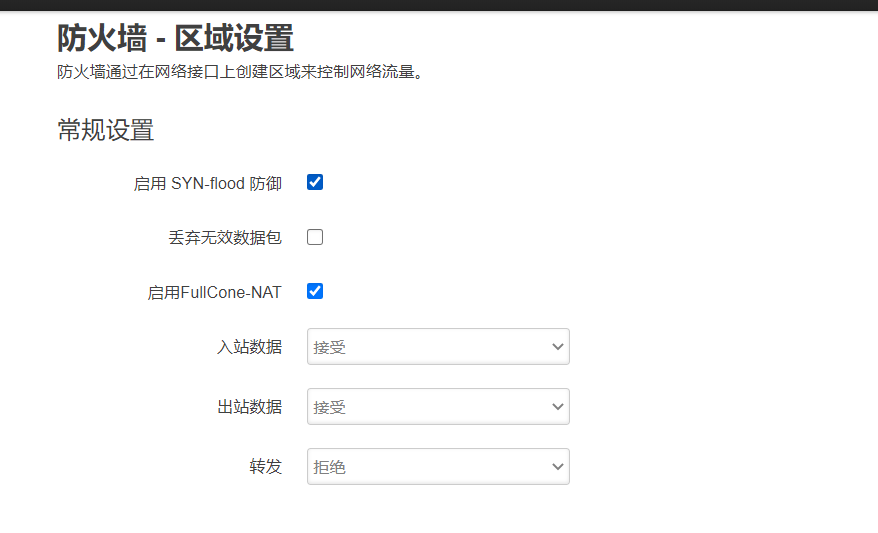 防火墙 - 区域设置
防火墙通过在网络接口上创建区域来控制网络流量。
常规设置
启用 SYN-flood 防御
丢弃无效数据包
启用FullCone-NAT
入站数据 接受
出站数据 接受
转发 拒绝